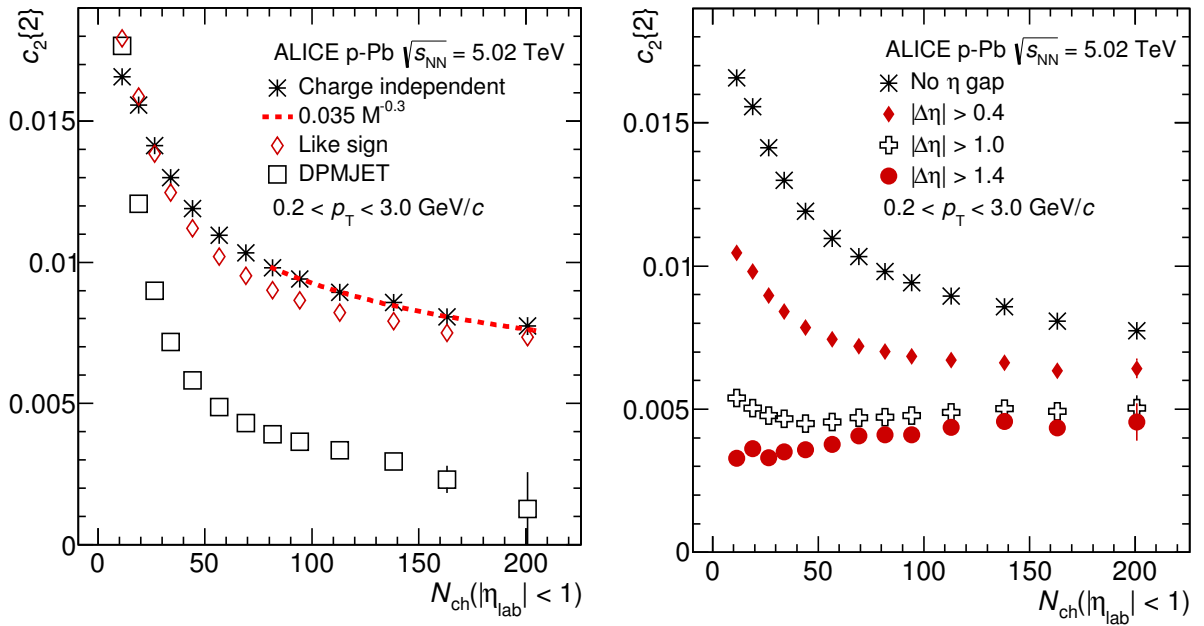 c₂{2}
ALICE p-Pb √s_NN = 5.02 TeV
Charge independent
0.035 M^-0.3
Like sign
DPMJET
0.2 < p_T < 3.0 GeV/c
0.015
0.01
0.005
0
0 50 100 150 200
N_ch(|η_lab| < 1)
c₂{2}
ALICE p-Pb √s_NN = 5.02 TeV
No η gap
|Δη| > 0.4
|Δη| > 1.0
|Δη| > 1.4
0.2 < p_T < 3.0 GeV/c
0.015
0.01
0.005
0
0 50 100 150 200
N_ch(|η_lab| < 1)